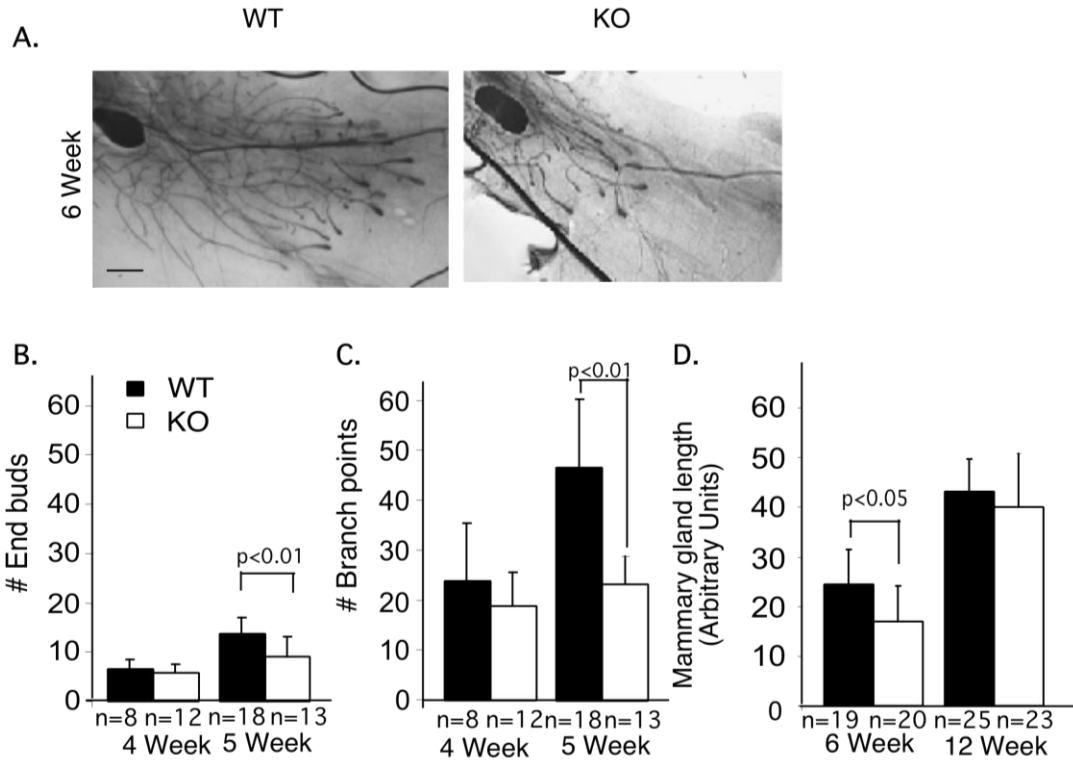 WT KO
A.
6 Week
B.
# End buds
60
50
40
30
20
10
0
WT
KO
p<0.01
n=8 n=12 n=18 n=13
4 Week 5 Week
C.
# Branch points
60
50
40
30
20
10
0
p<0.01
n=8 n=12 n=18 n=13
4 Week 5 Week
D.
Mammary gland length
(Arbitrary Units)
60
50
40
30
20
10
0
p<0.05
n=19 n=20 n=25 n=23
6 Week 12 Week